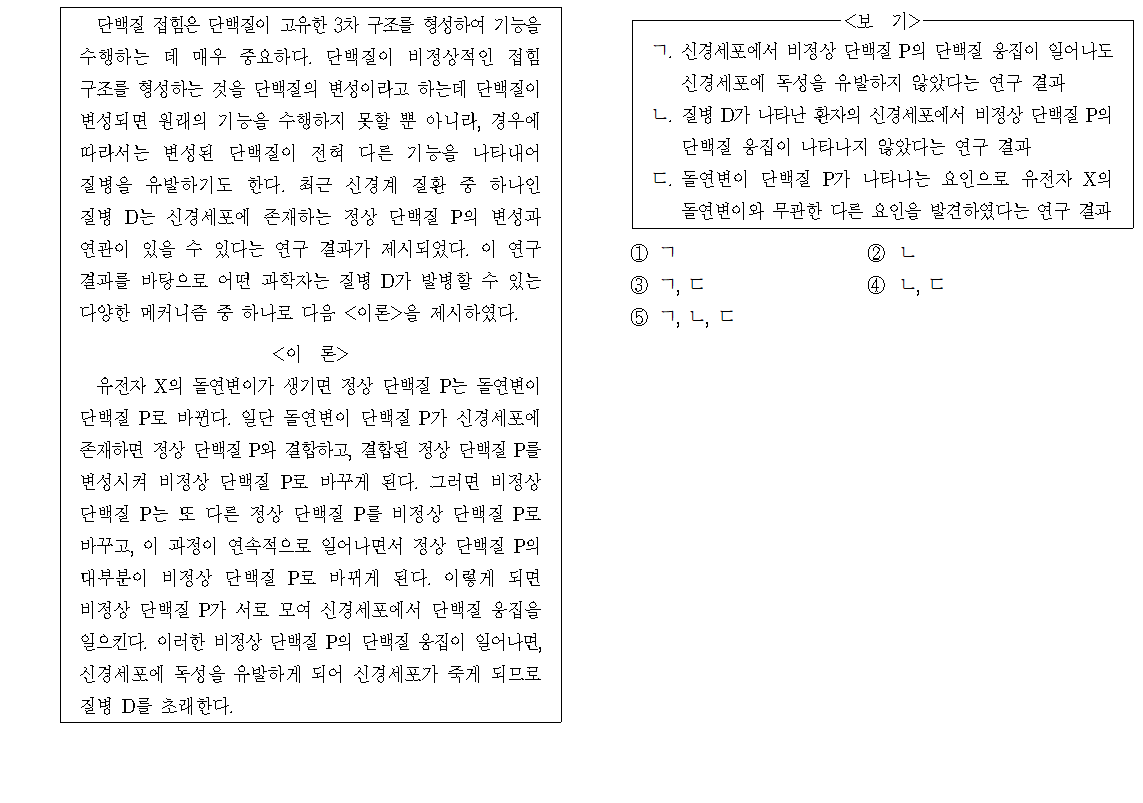 단백질 접힘은 단백질이 고유한 3차 구조를 형성하여 기능을
수행하는 데 매우 중요하다. 단백질이 비정상적인 접힘
구조를 형성하는 것을 단백질의 변성이라고 하는데 단백질이
변성되면 원래의 기능을 수행하지 못할 뿐 아니라, 경우에
따라서는 변성된 단백질이 전혀 다른 기능을 나타내어
질병을 유발하기도 한다. 최근 신경계 질환 중 하나인
질병 D는 신경세포에 존재하는 정상 단백질 P의 변성과
연관이 있을 수 있다는 연구 결과가 제시되었다. 이 연구
결과를 바탕으로 어떤 과학자는 질병 D가 발병할 수 있는
다양한 메커니즘 중 하나로 다음 <이론>을 제시하였다.
<이 론>
유전자 X의 돌연변이가 생기면 정상 단백질 P는 돌연변이
단백질 P로 바뀐다. 일단 돌연변이 단백질 P가 신경세포에
존재하면 정상 단백질 P와 결합하고, 결합된 정상 단백질 P를
변성시켜 비정상 단백질 P로 바꾸게 된다. 그러면 비정상
단백질 P는 또 다른 정상 단백질 P를 비정상 단백질 P로
바꾸고, 이 과정이 연속적으로 일어나면서 정상 단백질 P의
대부분이 비정상 단백질 P로 바뀌게 된다. 이렇게 되면
비정상 단백질 P가 서로 모여 신경세포에서 단백질 응집을
일으킨다. 이러한 비정상 단백질 P의 단백질 응집이 일어나면,
신경세포에 독성을 유발하게 되어 신경세포가 죽게 되므로
질병 D를 초래한다.
<보 기>
ㄱ. 신경세포에서 비정상 단백질 P의 단백질 응집이 일어나도
신경세포에 독성을 유발하지 않았다는 연구 결과
ㄴ. 질병 D가 나타난 환자의 신경세포에서 비정상 단백질 P의
단백질 응집이 나타나지 않았다는 연구 결과
ㄷ. 돌연변이 단백질 P가 나타나는 요인으로 유전자 X의
돌연변이와 무관한 다른 요인을 발견하였다는 연구 결과
① ㄱ ② ㄴ
③ ㄱ, ㄷ ④ ㄴ, ㄷ
⑤ ㄱ, ㄴ, ㄷ